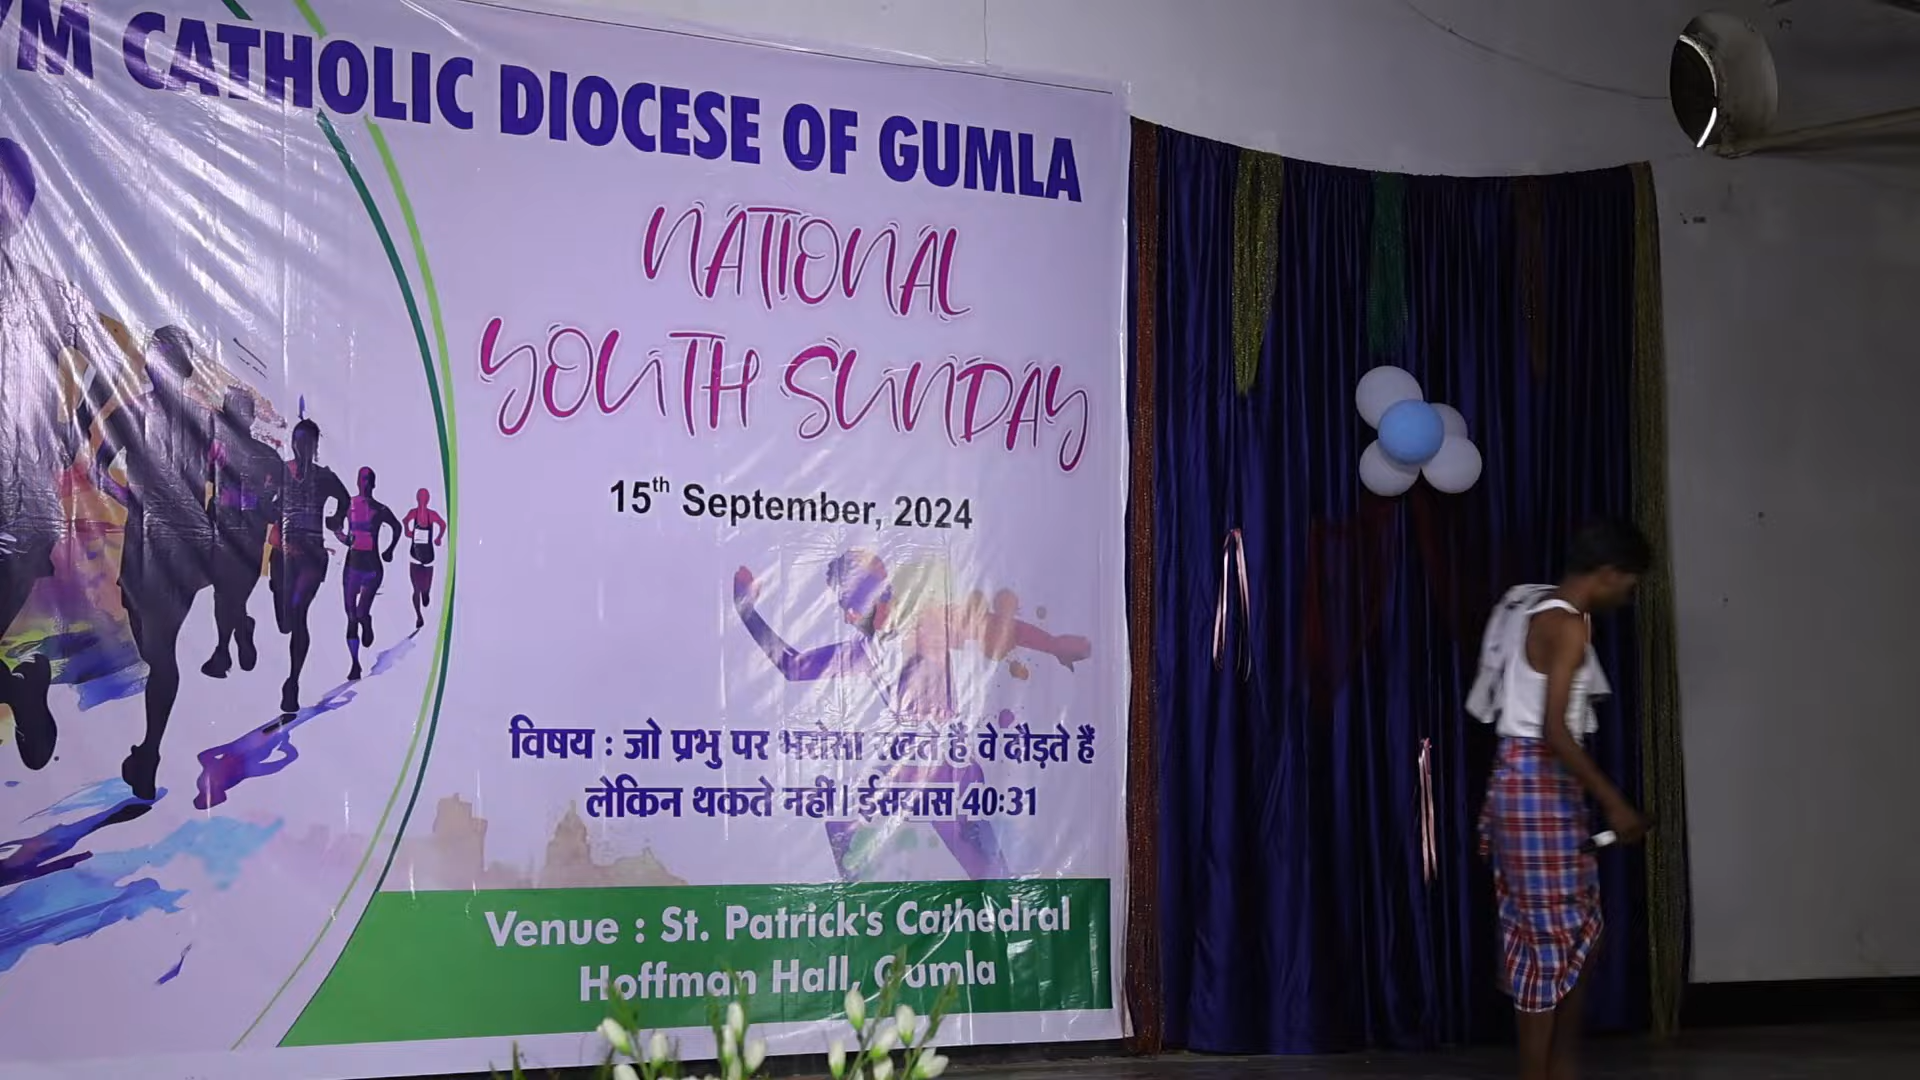 YM CATHOLIC DIOCESE OF GUMLA
NATIONAL
YOUTH SUNDAY
15th September, 2024
विषय : जो प्रभु पर भरोसा रखते हैं वे दौड़ते हैं
लेकिन थकते नहीं। ईसायास 40:31
Venue : St. Patrick's Cathedral
Hoffman Hall, Gumla